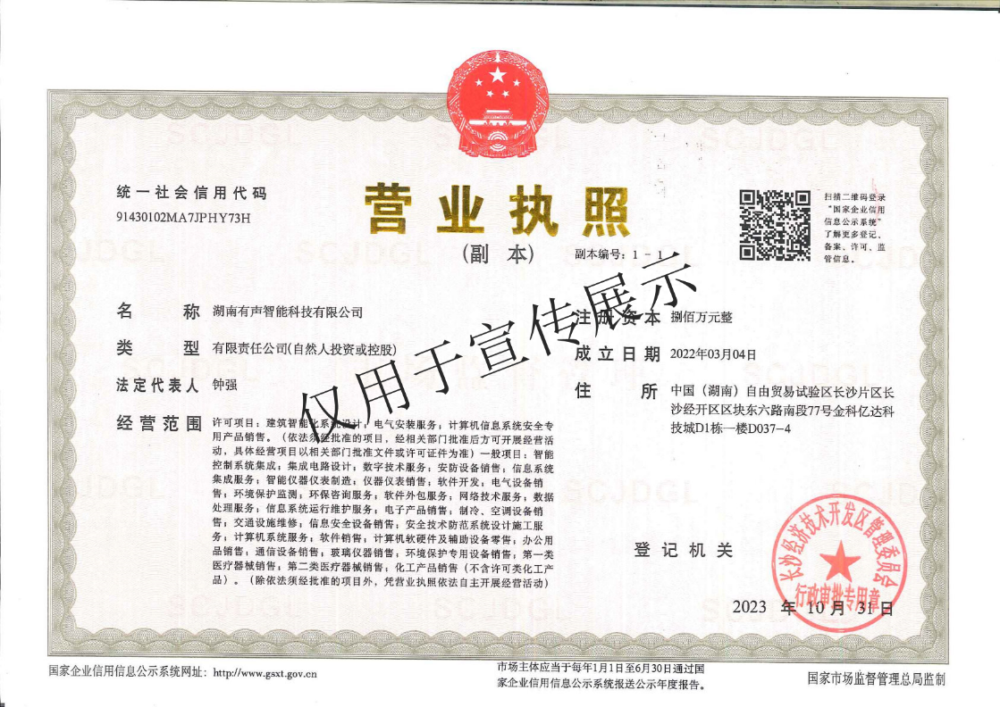 统一社会信用代码
91430102MA7JPHY73H
营业执照
(副 本)
副本编号：1 - 1
扫描二维码登录
“国家企业信用
信息公示系统”
了解更多登记、
备案、许可、监
管信息。
名 称 湖南有声智能科技有限公司
类 型 有限责任公司(自然人投资或控股)
法定代表人 钟强
经营范围 许可项目：建筑智能化系统设计；电气安装服务；计算机信息系统安全专
用产品销售。（依法须经批准的项目，经相关部门批准后方可开展经营活
动，具体经营项目以相关部门批准文件或许可证件为准）一般项目：智能
控制系统集成；集成电路设计；数字技术服务；安防设备销售；信息系统
集成服务；智能仪器仪表制造；仪器仪表销售；软件开发；电气设备销
售；环境保护监测；环保咨询服务；软件外包服务；网络技术服务；数据
处理服务；信息系统运行维护服务；电子产品销售；制冷、空调设备销
售；交通设施维修；信息安全设备销售；安全技术防范系统设计施工服
务；计算机系统服务；软件销售；计算机软硬件及辅助设备零售；办公用
品销售；通信设备销售；玻璃仪器销售；环境保护专用设备销售；第一类
医疗器械销售；第二类医疗器械销售；化工产品销售（不含许可类化工产
品）。（除依法须经批准的项目外，凭营业执照依法自主开展经营活动）
注册资本 捌佰万元整
成立日期 2022年03月04日
住 所 中国（湖南）自由贸易试验区长沙片区长
沙经开区区块东六路南段77号金科亿达科
技城D1栋一楼D037-4
仅用于宣传展示
登记机关
长沙经济技术开发区管理委员会
行政审批专用章
2023 年 10 月 31 日
国家企业信用信息公示系统网址：http://www.gsxt.gov.cn
市场主体应当于每年1月1日至6月30日通过国
家企业信用信息公示系统报送公示年度报告。
国家市场监督管理总局监制
SCJDGL